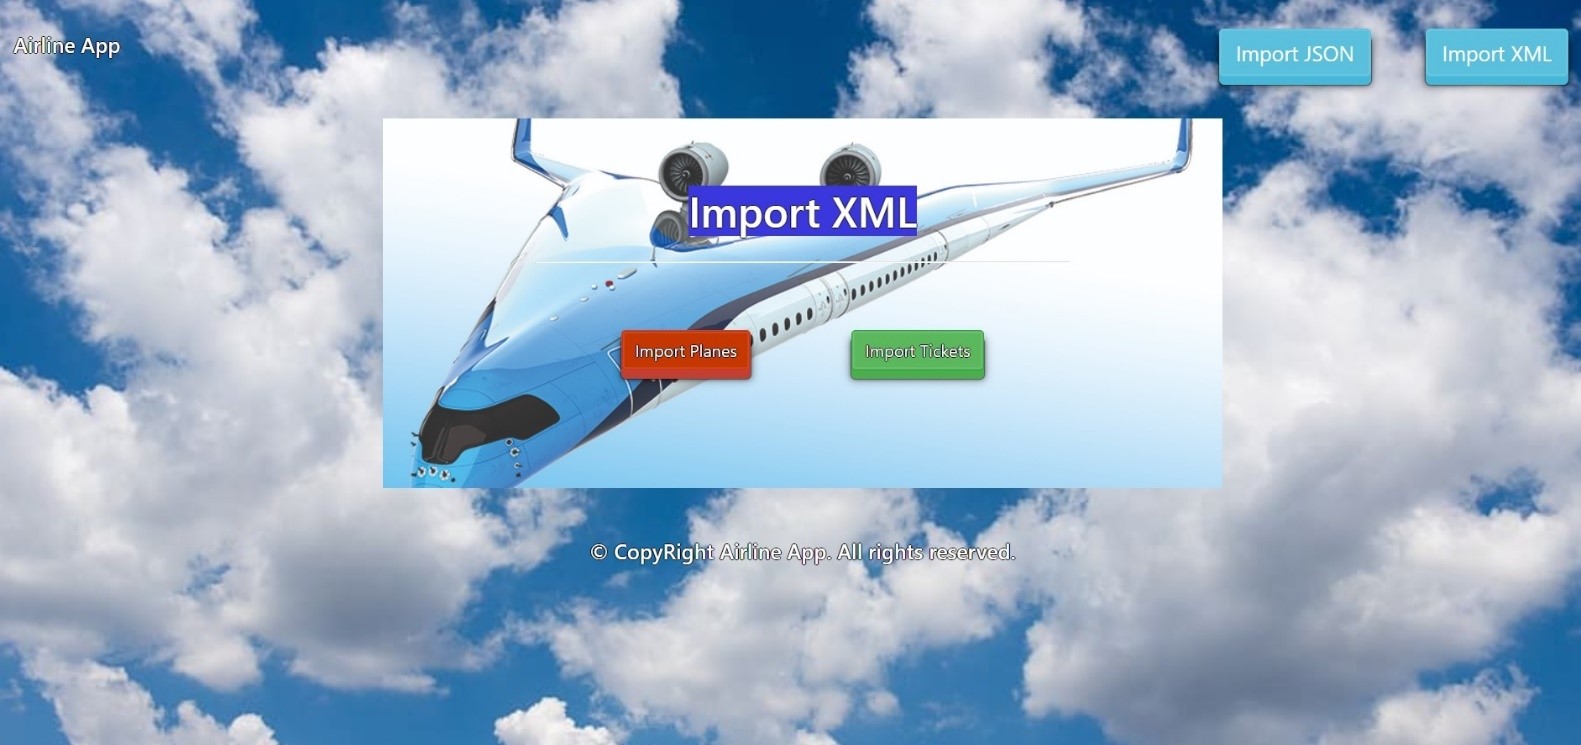 Airline App
Import JSON
Import XML
Import XML
Import Planes
Import Tickets
© CopyRight Airline App. All rights reserved.